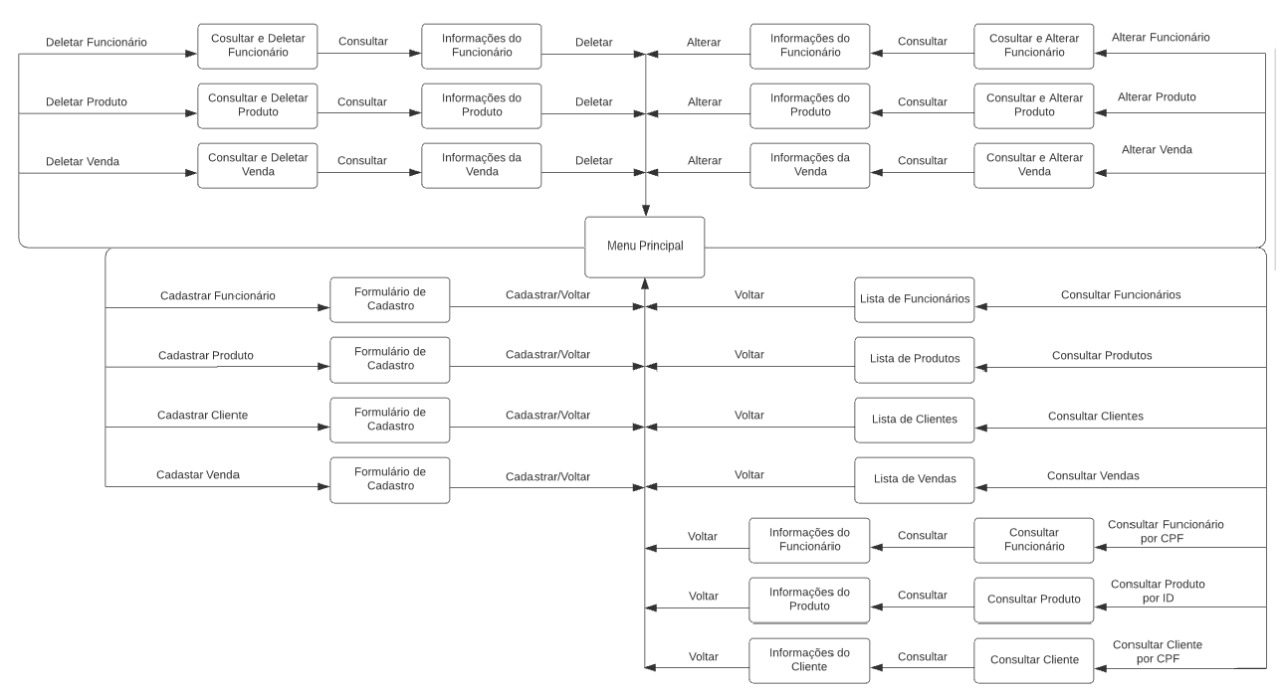 Deletar Funcionário
Cosultar e Deletar
Funcionário
Consultar
Informações do
Funcionário
Deletar
Alterar
Informações do
Funcionário
Consultar
Cosultar e Alterar
Funcionário
Alterar Funcionário
Deletar Produto
Consultar e Deletar
Produto
Consultar
Informações do
Produto
Deletar
Alterar
Informações do
Produto
Consultar
Consultar e Alterar
Produto
Alterar Produto
Deletar Venda
Consultar e Deletar
Venda
Consultar
Informações da
Venda
Deletar
Alterar
Informações da
Venda
Consultar
Consultar e Alterar
Venda
Alterar Venda
Menu Principal
Cadastrar Funcionário
Formulário de
Cadastro
Cadastrar/Voltar
Voltar
Lista de Funcionários
Consultar Funcionários
Cadastrar Produto
Formulário de
Cadastro
Cadastrar/Voltar
Voltar
Lista de Produtos
Consultar Produtos
Cadastrar Cliente
Formulário de
Cadastro
Cadastrar/Voltar
Voltar
Lista de Clientes
Consultar Clientes
Cadastar Venda
Formulário de
Cadastro
Cadastrar/Voltar
Voltar
Lista de Vendas
Consultar Vendas
Voltar
Informações do
Funcionário
Consultar
Consultar
Funcionário
Consultar Funcionário
por CPF
Voltar
Informações do
Produto
Consultar
Consultar Produto
Consultar Produto
por ID
Voltar
Informações do
Cliente
Consultar
Consultar Cliente
Consultar Cliente
por CPF